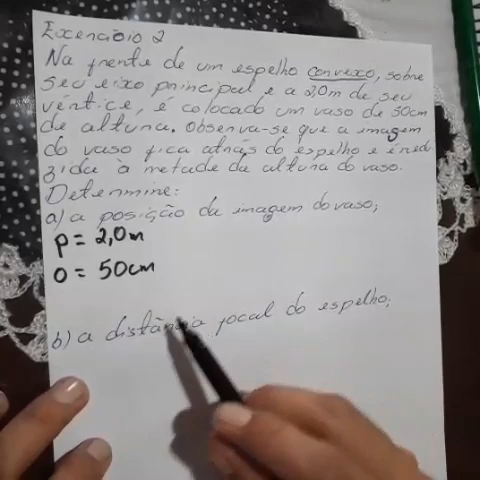 Exercício 2
Na frente de um espelho convexo, sobre
seu eixo principal e a 2,0m de seu
vértice, é colocado um vaso de 50cm
de altura. Observa-se que a imagem
do vaso fica atrás do espelho e é redu
zida à metade da altura do vaso.
Determine:
a) a posição da imagem do vaso;
p = 2,0m
o = 50cm
b) a distância focal do espelho;